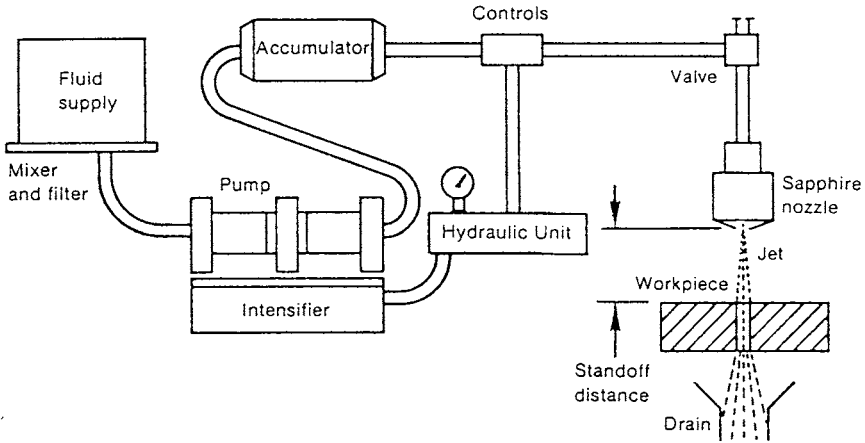 Controls
Accumulator
Fluid
supply
Valve
Mixer
and filter
Pump
Sapphire
nozzle
Hydraulic Unit
Jet
Workpiece
Intensifier
Standoff
distance
Drain